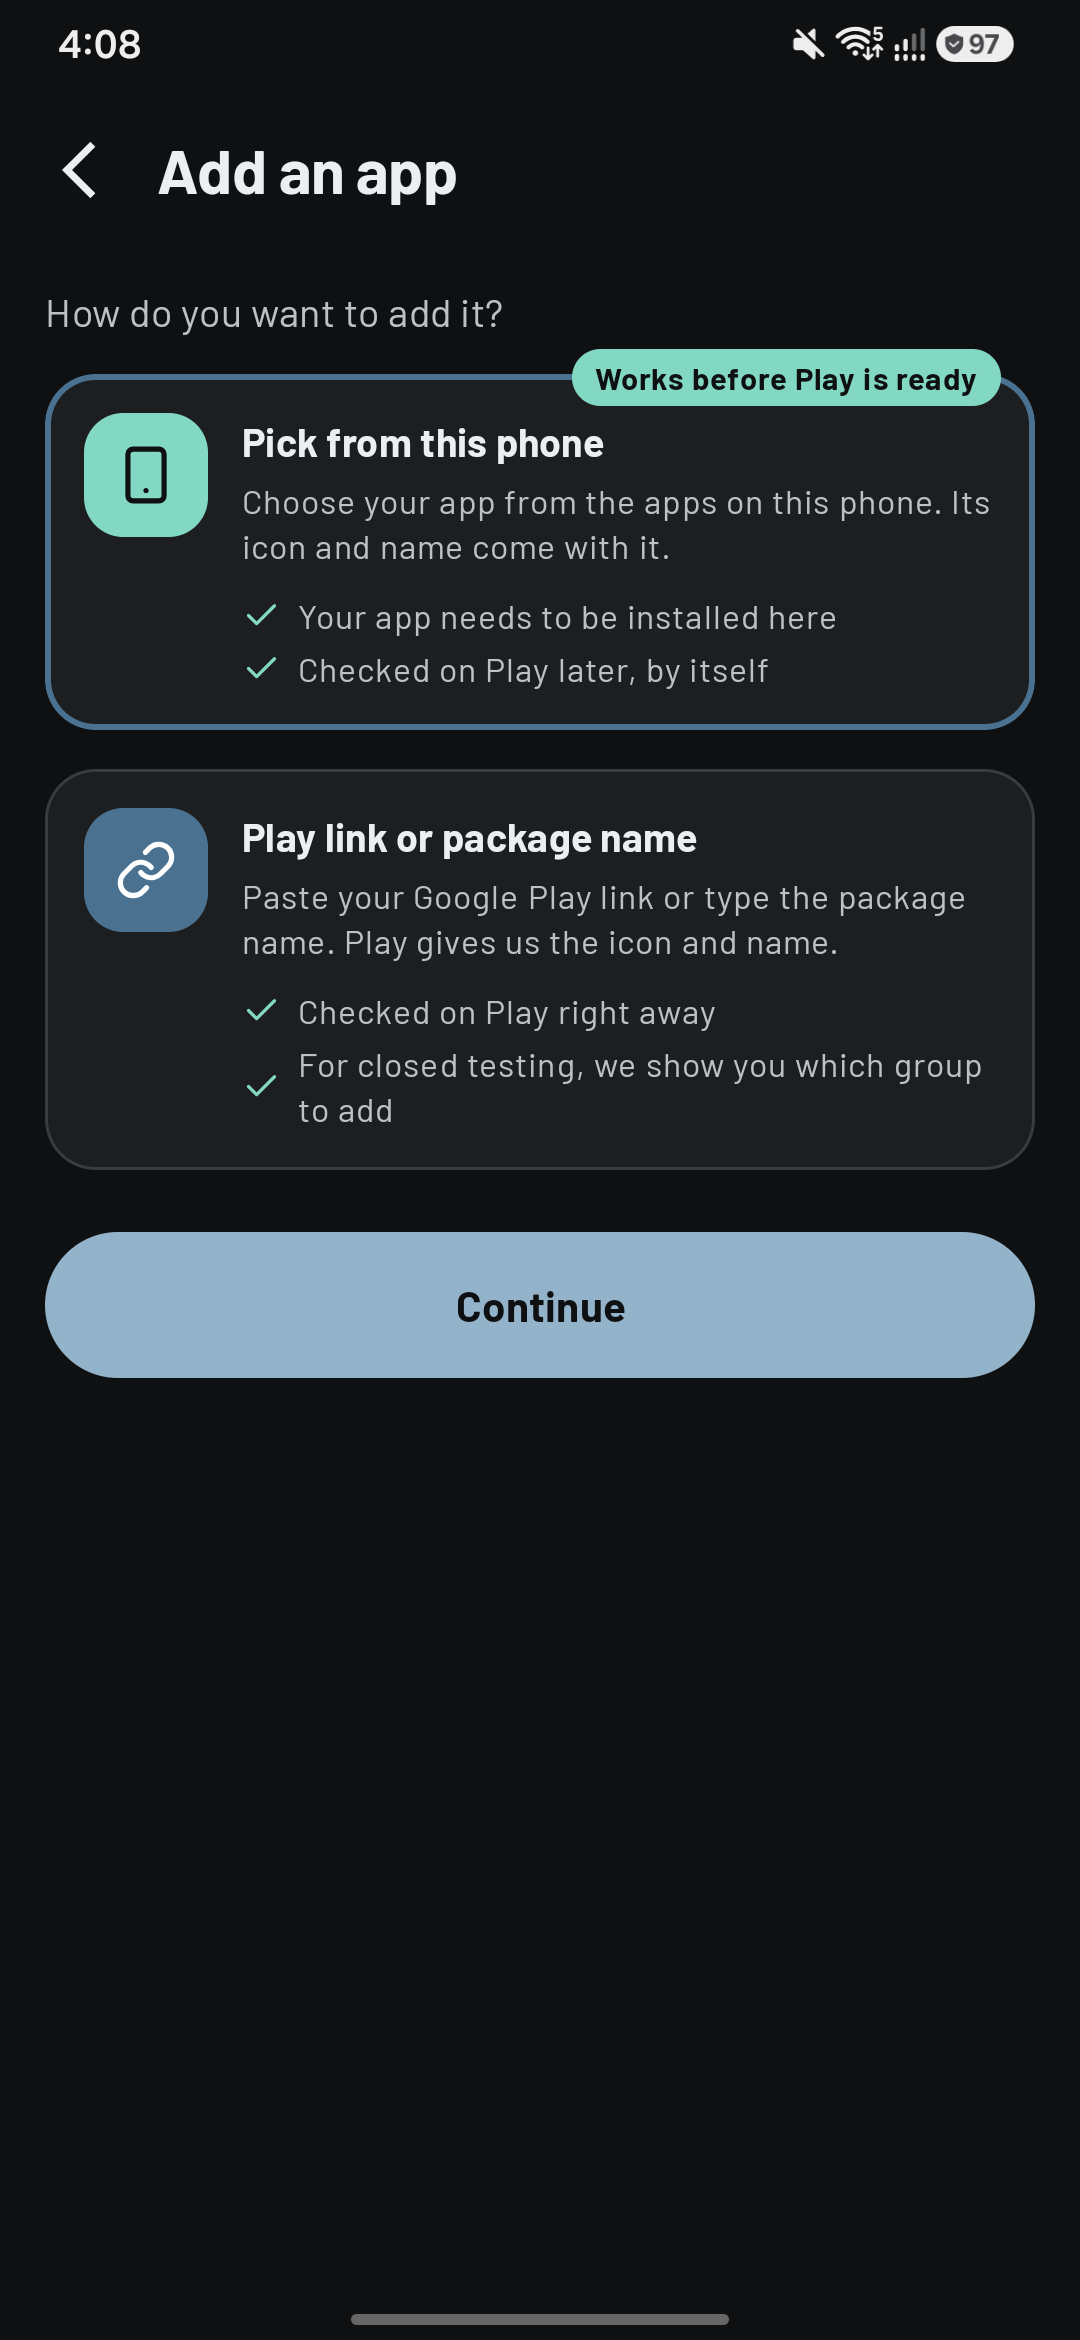 4:08
5
97
Add an app
How do you want to add it?
Works before Play is ready
Pick from this phone
Choose your app from the apps on this phone. Its
icon and name come with it.
Your app needs to be installed here
Checked on Play later, by itself
Play link or package name
Paste your Google Play link or type the package
name. Play gives us the icon and name.
Checked on Play right away
For closed testing, we show you which group
to add
Continue